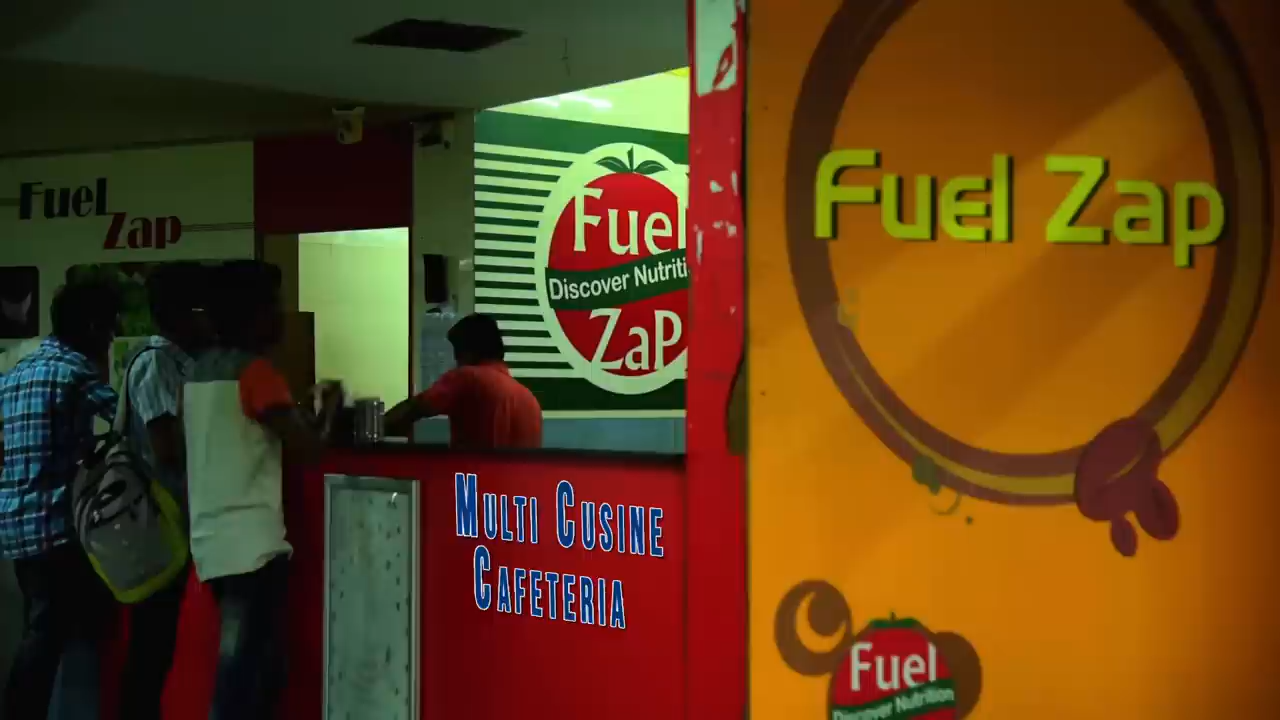 Fuel
Zap
Fuel
Discover Nutriti
Zap
Fuel Zap
Multi Cusine
Cafeteria
Fuel
Discover Nutrition